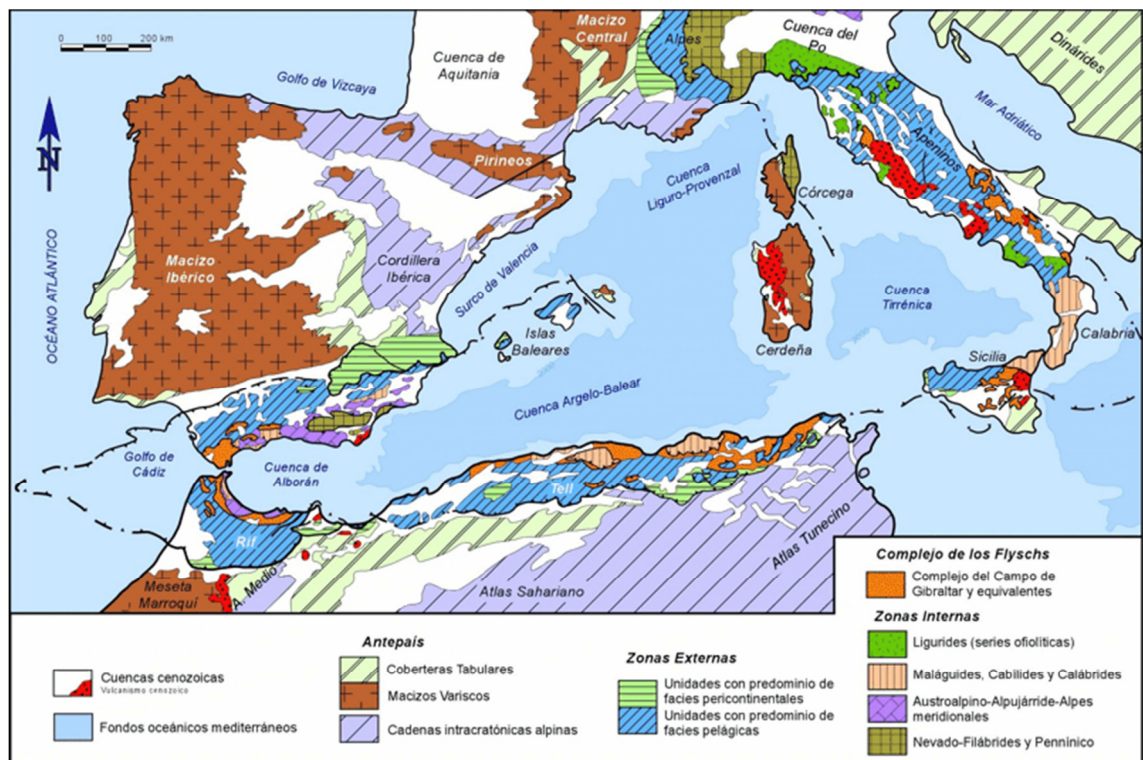 0 200 km
Golfo de Vizcaya
Cuenca de
Aquitania
Macizo
Central
Alpes
Cuenca del
Po
Dinárides
Mar Adriático
N
OCÉANO ATLÁNTICO
Pirineos
Cuenca
Liguro-Provenzal
Córcega
Apeninos
Macizo
Ibérico
Cordillera
Ibérica
Surco de Valencia
Islas
Baleares
Cerdeña
Cuenca
Tirrénica
Calabria
Sicilia
Cuenca Argelo-Balear
Golfo de
Cádiz
Cuenca de
Alborán
Rif
Tell
Meseta
Marroquí
A. Medio
Atlas Sahariano
Atlas Tunecino
Cuencas cenozoicas
Vulcanismo cenozoico
Fondos oceánicos mediterráneos
Antepaís
Coberteras Tabulares
Macizos Variscos
Cadenas intracratónicas alpinas
Zonas Externas
Unidades con predominio de
facies pericontinentales
Unidades con predominio de
facies pelágicas
Complejo de los Flyschs
Complejo del Campo de
Gibraltar y equivalentes
Zonas Internas
Ligurides (series ofiolíticas)
Maláguides, Cabílides y Calábrides
Austroalpino-Alpujárride-Alpes
meridionales
Nevado-Filábrides y Pennínico